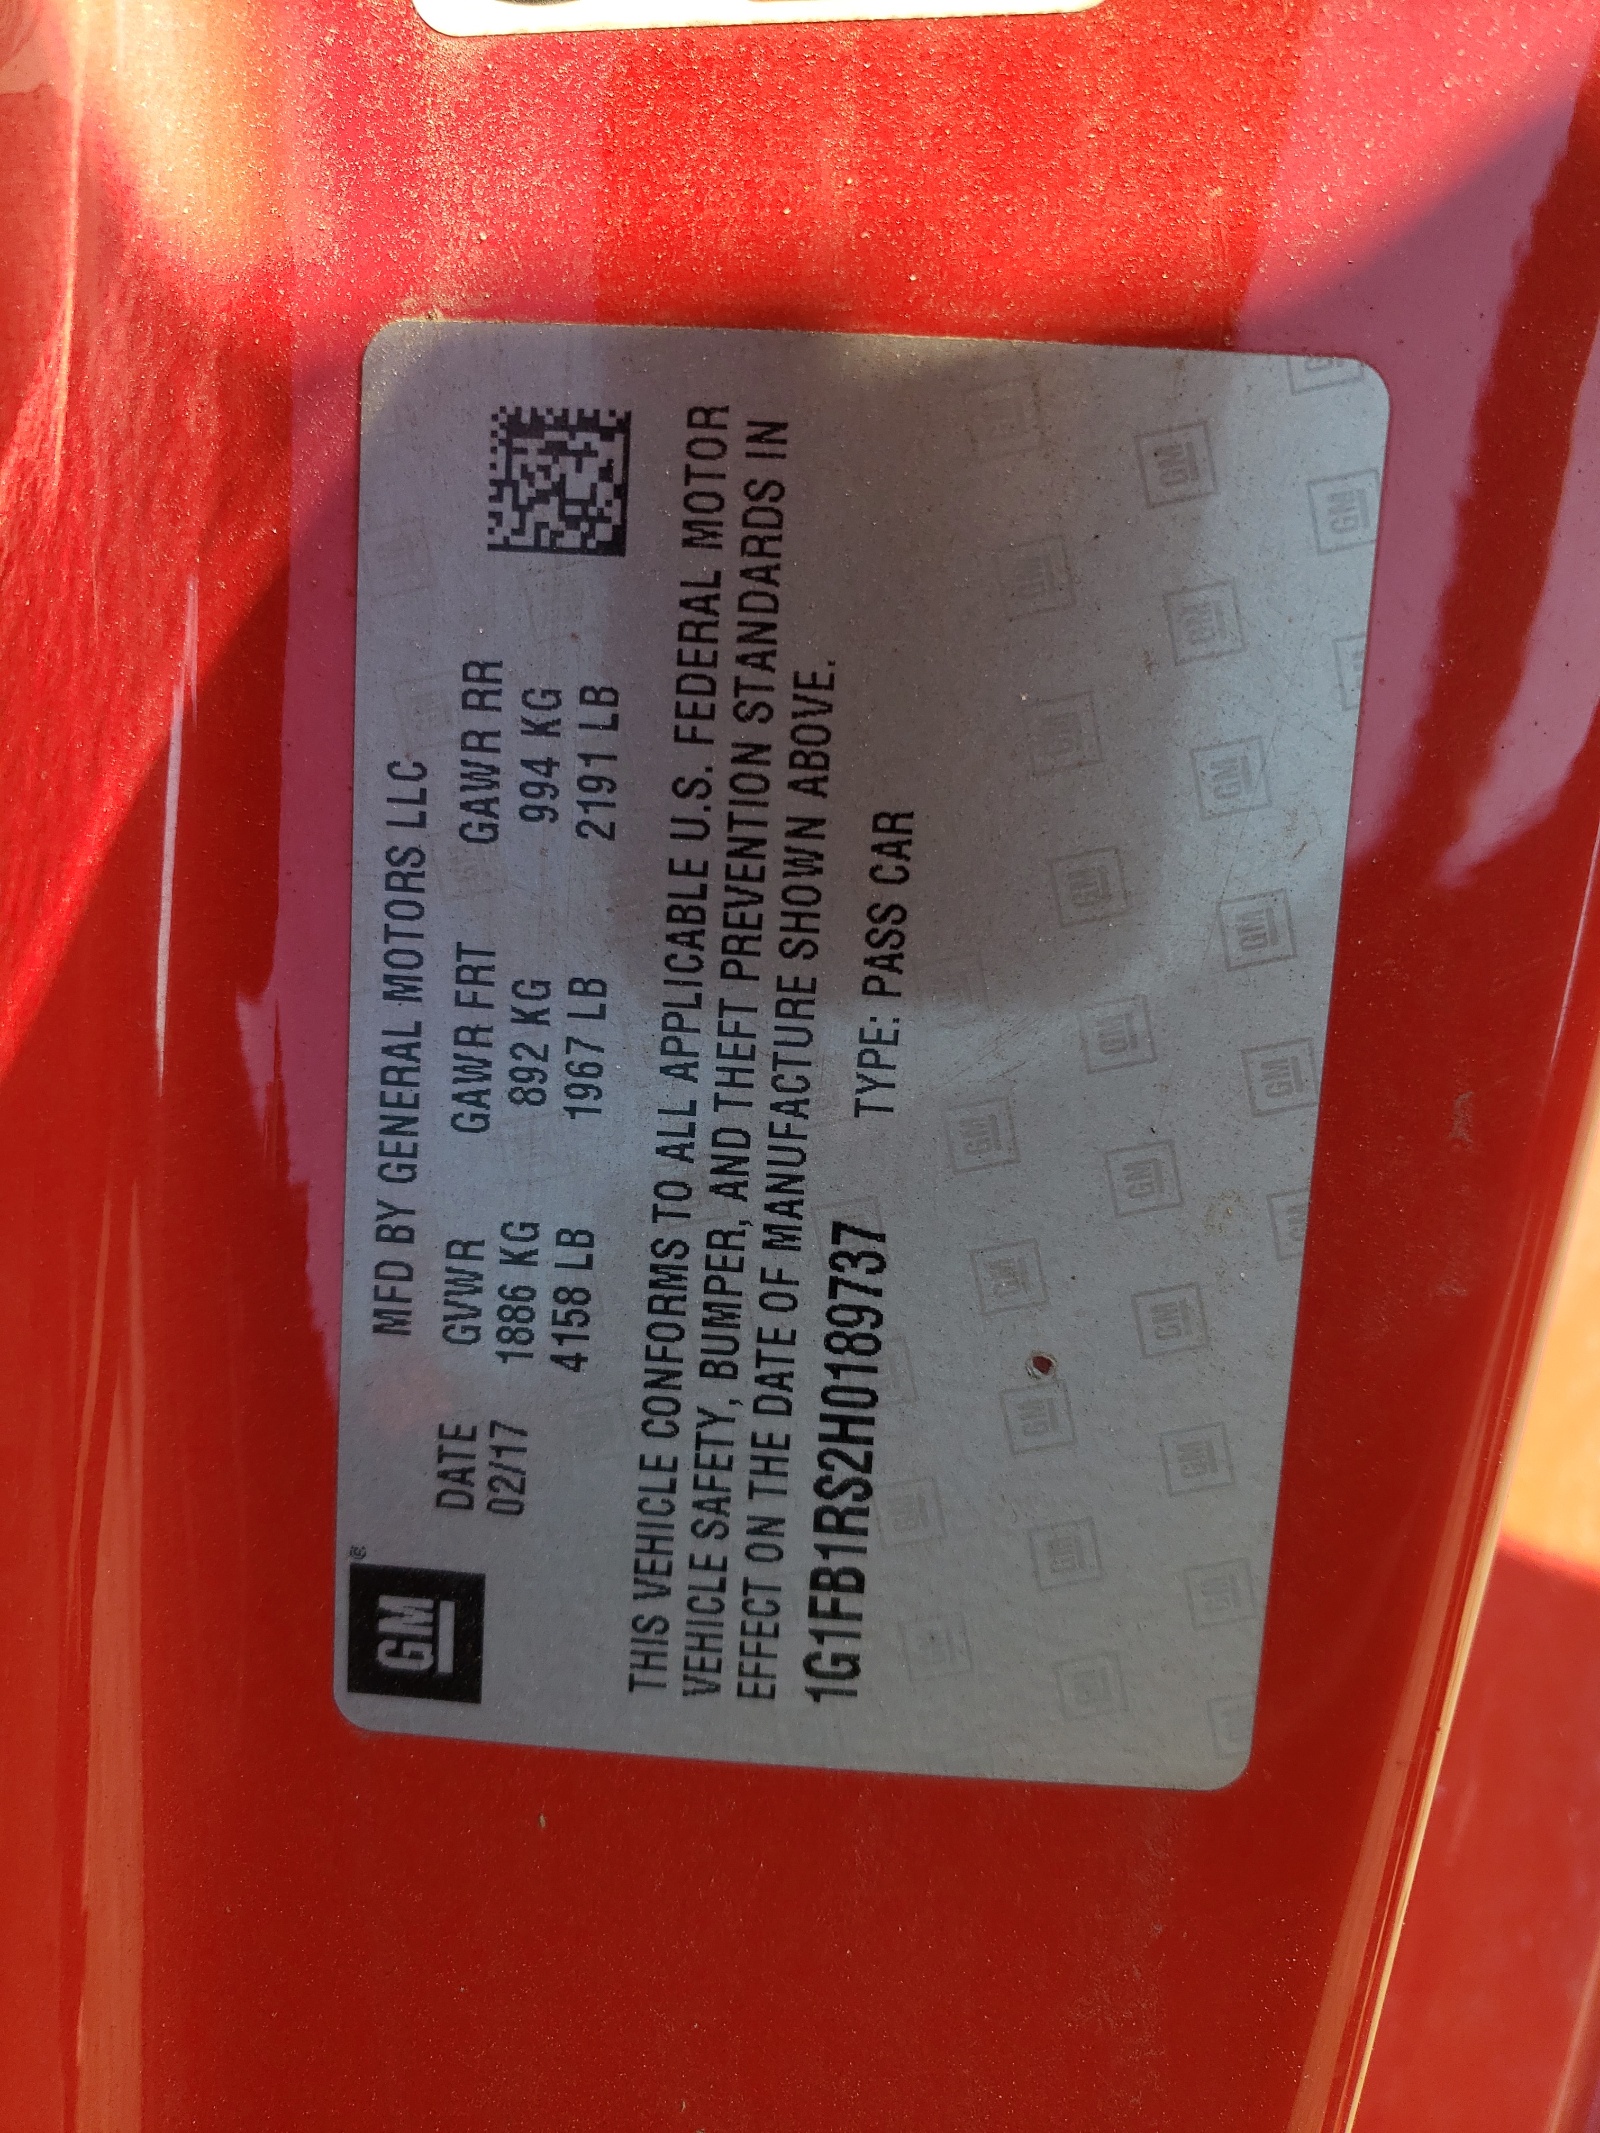 GM®
MFD BY GENERAL MOTORS LLC
DATE GVWR GAWR FRT GAWR RR
02/17 1886 KG 892 KG 994 KG
4158 LB 1967 LB 2191 LB
THIS VEHICLE CONFORMS TO ALL APPLICABLE U.S. FEDERAL MOTOR
VEHICLE SAFETY, BUMPER, AND THEFT PREVENTION STANDARDS IN
EFFECT ON THE DATE OF MANUFACTURE SHOWN ABOVE.
1G1FB1RS2H0189737 TYPE: PASS CAR